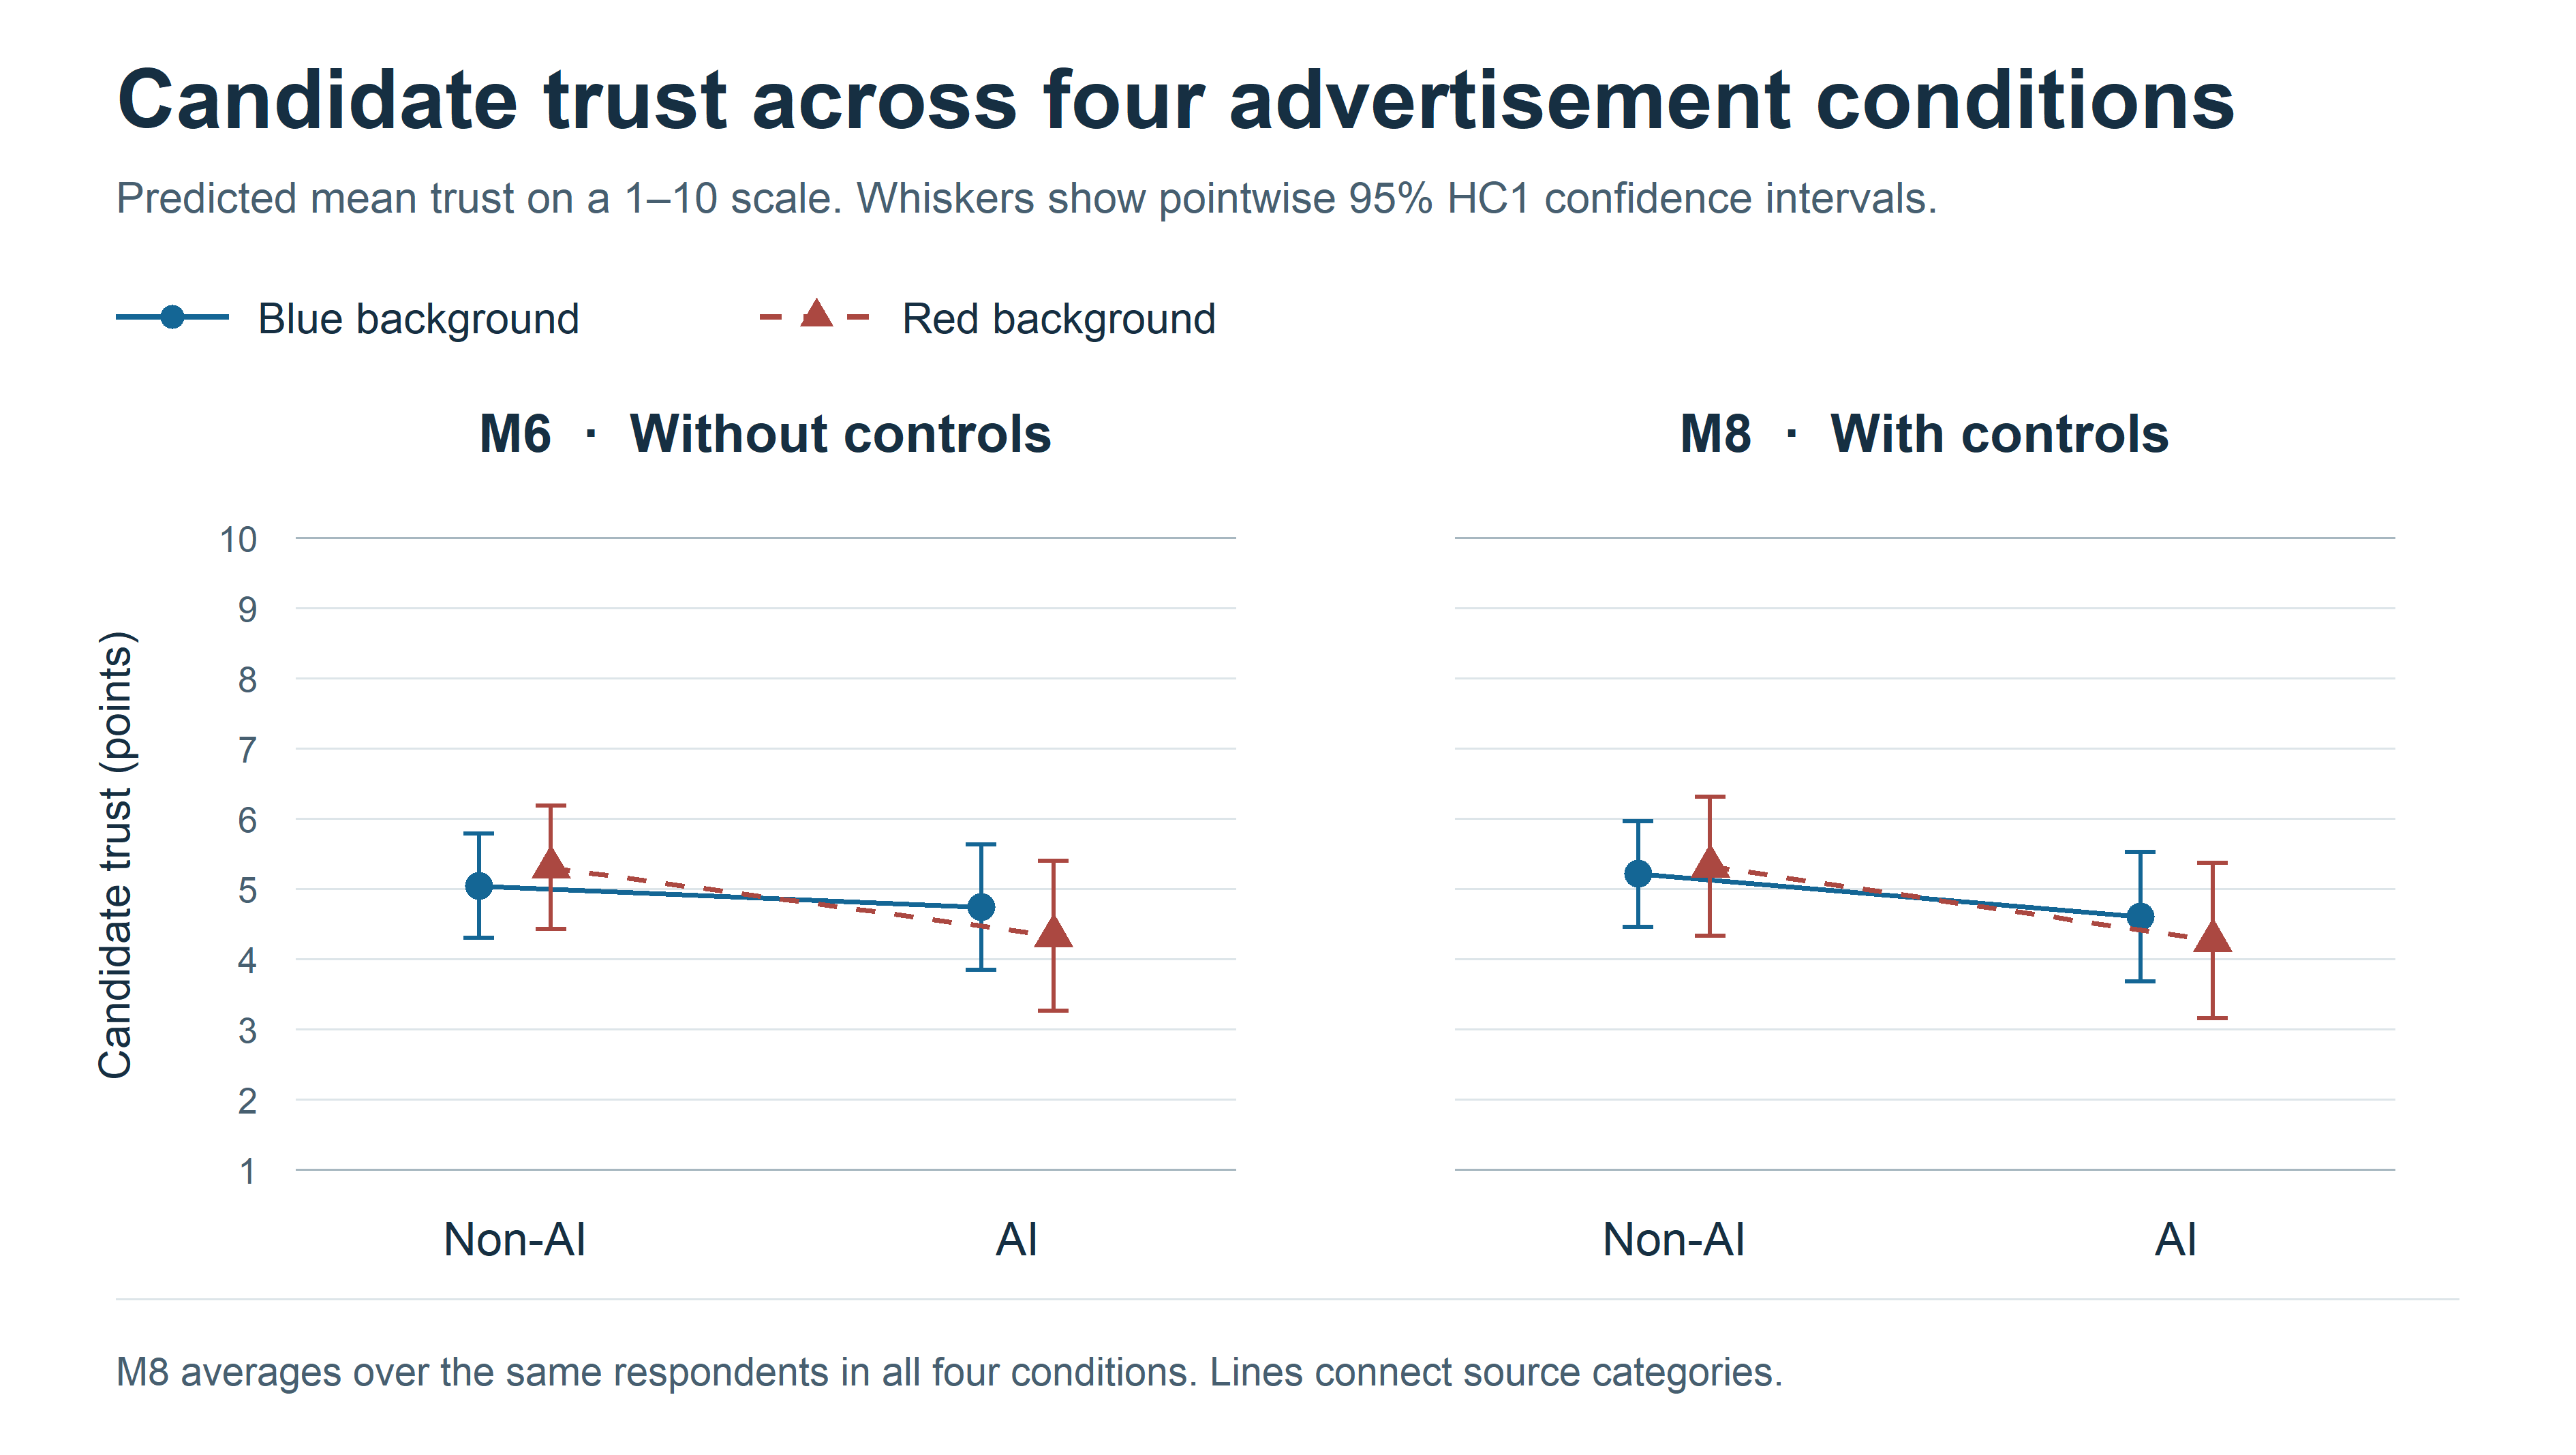 Candidate trust across four advertisement conditions
Predicted mean trust on a 1–10 scale. Whiskers show pointwise 95% HC1 confidence intervals.
Blue background
Red background
M6 · Without controls
M8 · With controls
Candidate trust (points)
10
9
8
7
6
5
4
3
2
1
Non-AI
AI
Non-AI
AI
M8 averages over the same respondents in all four conditions. Lines connect source categories.